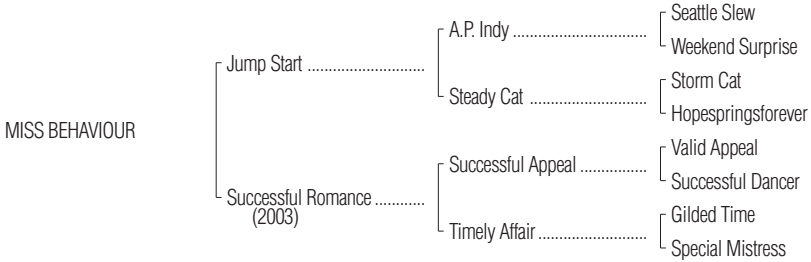 Seattle Slew
A.P. Indy ..............................
Weekend Surprise
Jump Start ..........................
Storm Cat
Steady Cat ..........................
Hopespringsforever
MISS BEHAVIOUR
Valid Appeal
Successful Appeal ...............
Successful Dancer
Successful Romance ...........
(2003)
Gilded Time
Timely Affair ........................
Special Mistress